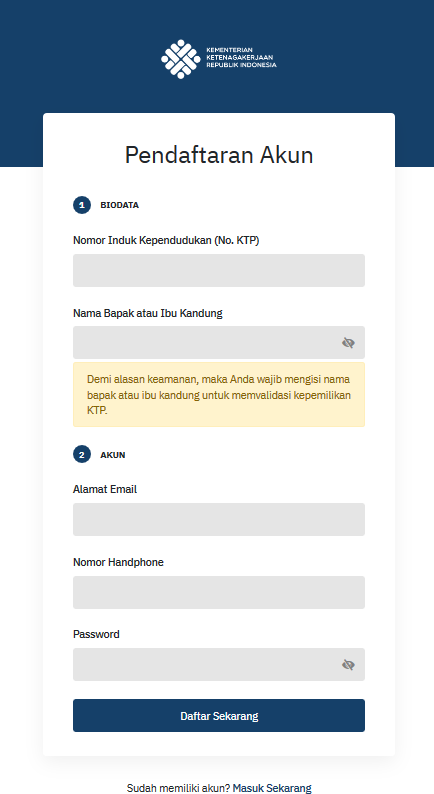 KEMENTERIAN
KETENAGAKERJAAN
REPUBLIK INDONESIA
Pendaftaran Akun
1 BIODATA
Nomor Induk Kependudukan (No. KTP)
Nama Bapak atau Ibu Kandung
Demi alasan keamanan, maka Anda wajib mengisi nama
bapak atau ibu kandung untuk memvalidasi kepemilikan
KTP.
2 AKUN
Alamat Email
Nomor Handphone
Password
Daftar Sekarang
Sudah memiliki akun? Masuk Sekarang